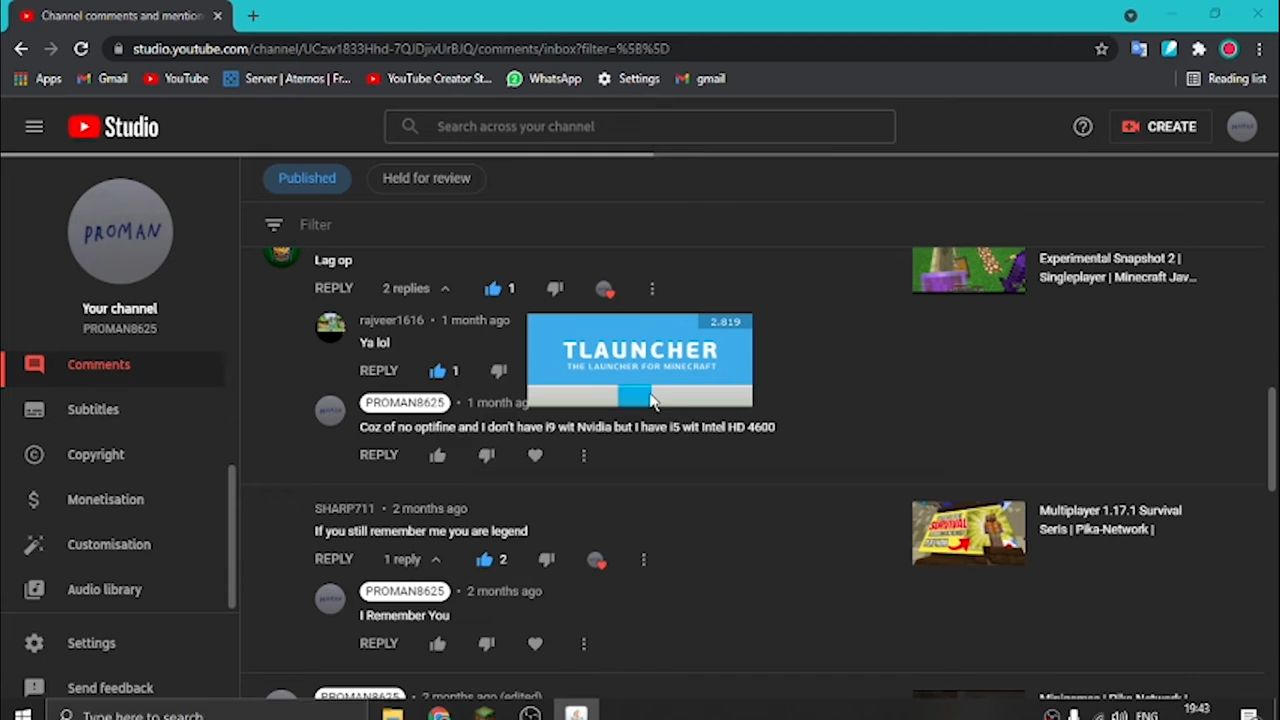 Channel comments and mention
studio.youtube.com/channel/UCzw1833Hhd-7QJDjivUrBJQ/comments/inbox?filter=%5B%5D
Apps Gmail YouTube Server | Aternos | Fr... YouTube Creator St... WhatsApp Settings gmail Reading list
Studio Search across your channel CREATE
PROMAN
Your channel
PROMAN8625
Comments
Subtitles
Copyright
Monetisation
Customisation
Audio library
Settings
Send feedback
Published Held for review
Filter
Lag op
REPLY 2 replies 1
Experimental Snapshot 2 |
Singleplayer | Minecraft Jav...
rajveer1616 • 1 month ago
Ya lol
REPLY 1
2.819
TLAUNCHER
THE LAUNCHER FOR MINECRAFT
PROMAN8625 • 1 month ag
Coz of no optifine and I don't have i9 wit Nvidia but I have i5 wit Intel HD 4600
REPLY
SHARP711 • 2 months ago
If you still remember me you are legend
REPLY 1 reply 2
SURVIVAL
Multiplayer 1.17.1 Survival
Seris | Pika-Network |
PROMAN8625 • 2 months ago
I Remember You
REPLY
PROMAN8625 • 2 months ago (edited)
Minigames | Pika Network |
Type here to search
ENG
19:43